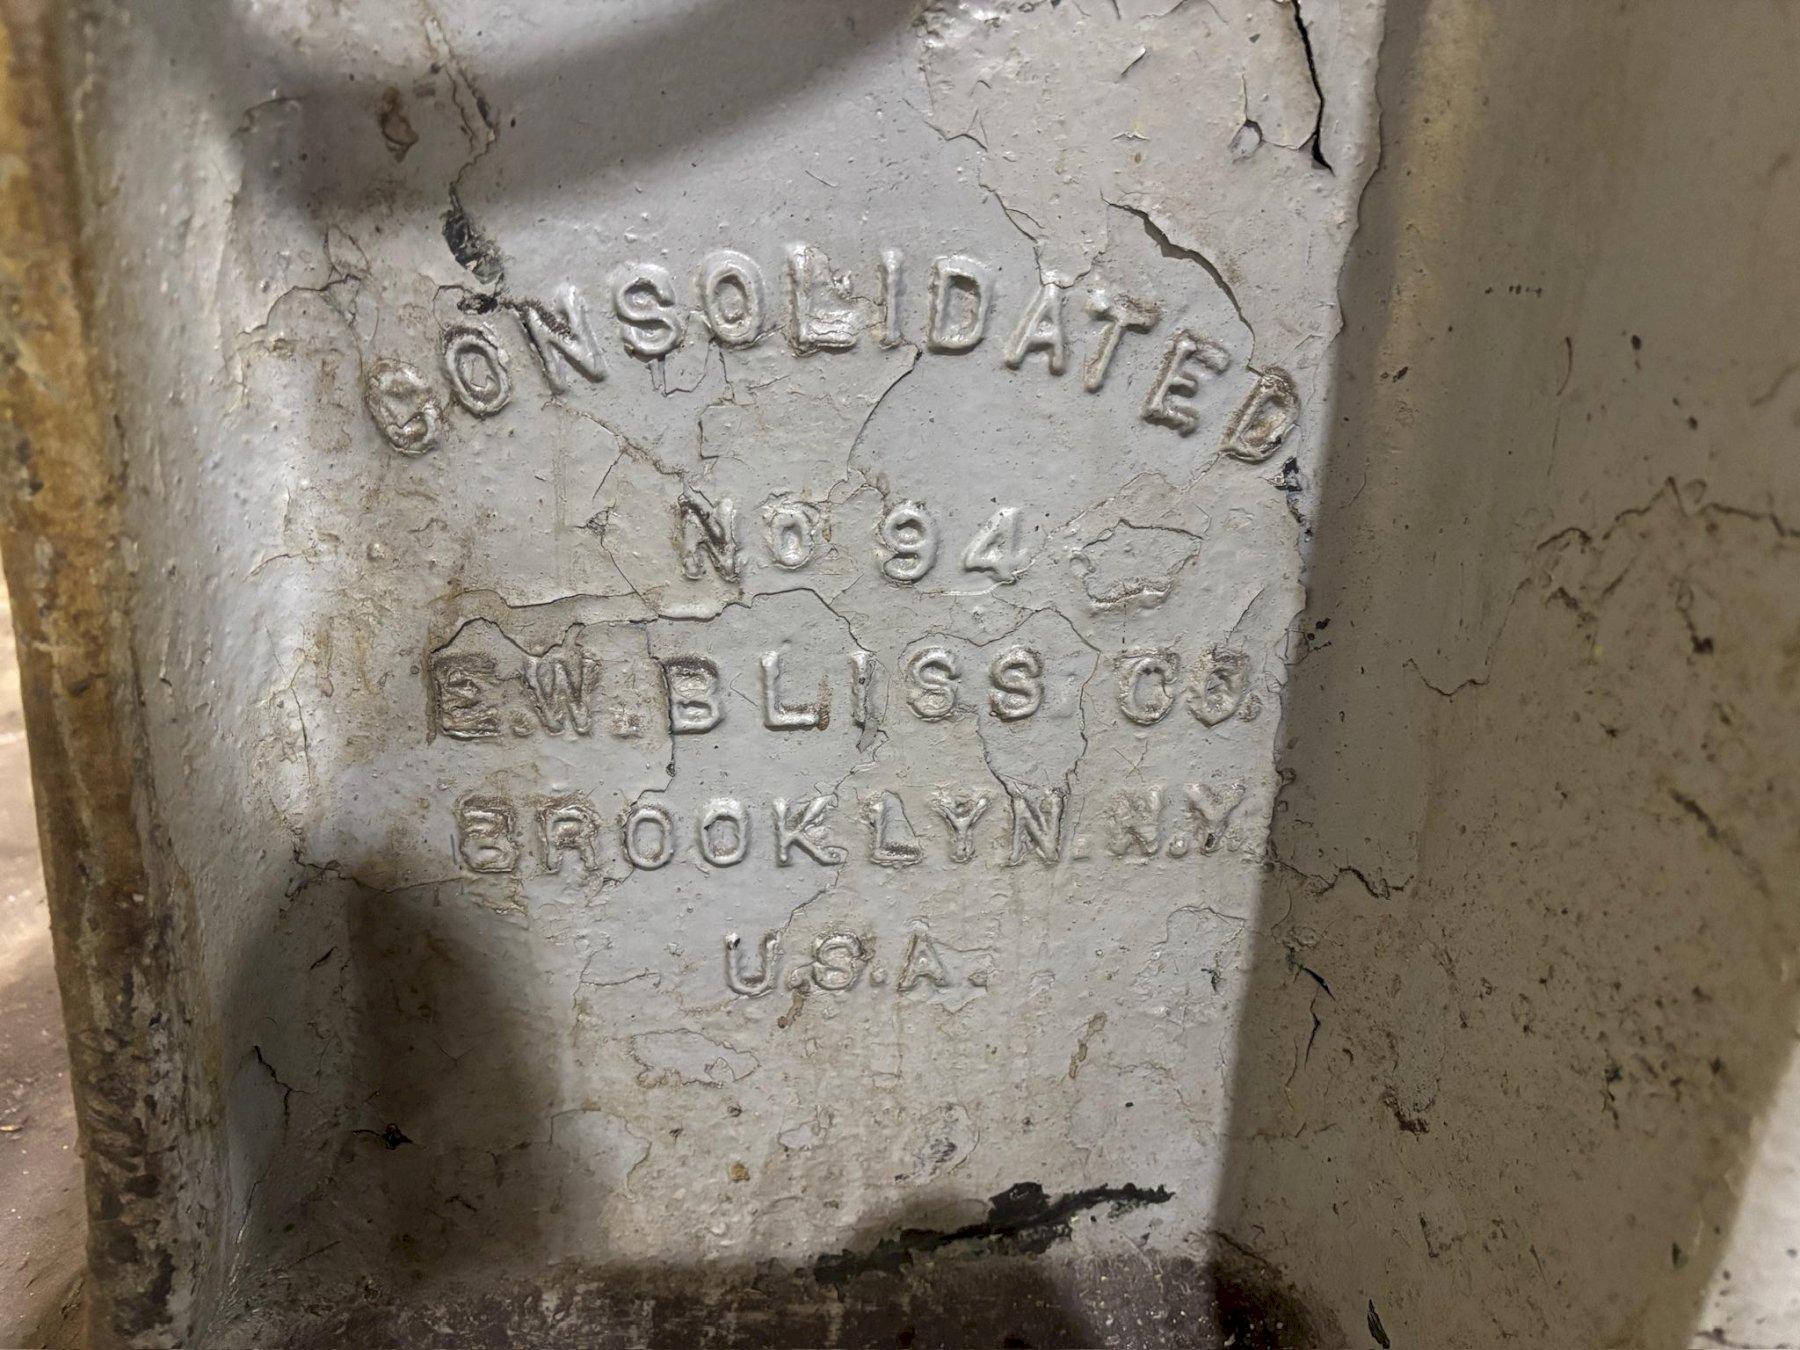 CONSOLIDATED
NO 94
E.W. BLISS CO.
BROOKLYN. N.Y.
U.S.A.